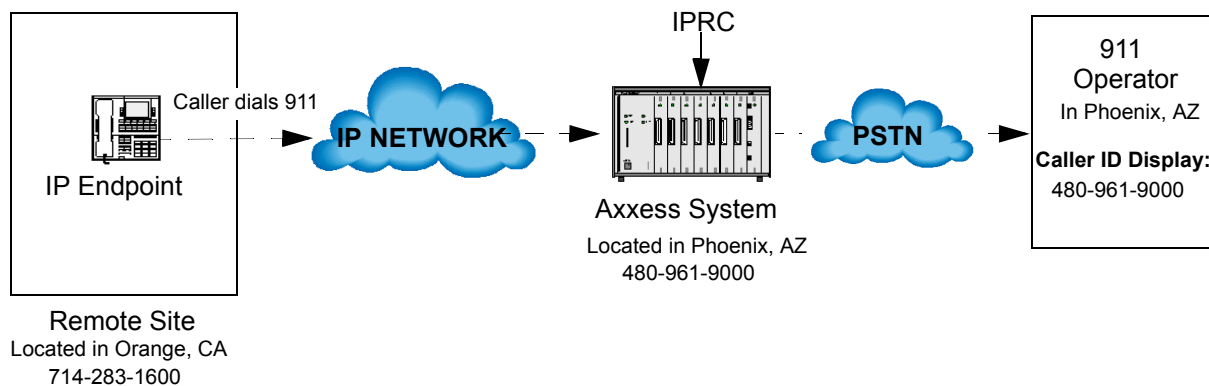 IPRC
Caller dials 911
IP Endpoint
IP NETWORK
Axxess System
Located in Phoenix, AZ
480-961-9000
PSTN
911
Operator
In Phoenix, AZ
Caller ID Display:
480-961-9000
Remote Site
Located in Orange, CA
714-283-1600